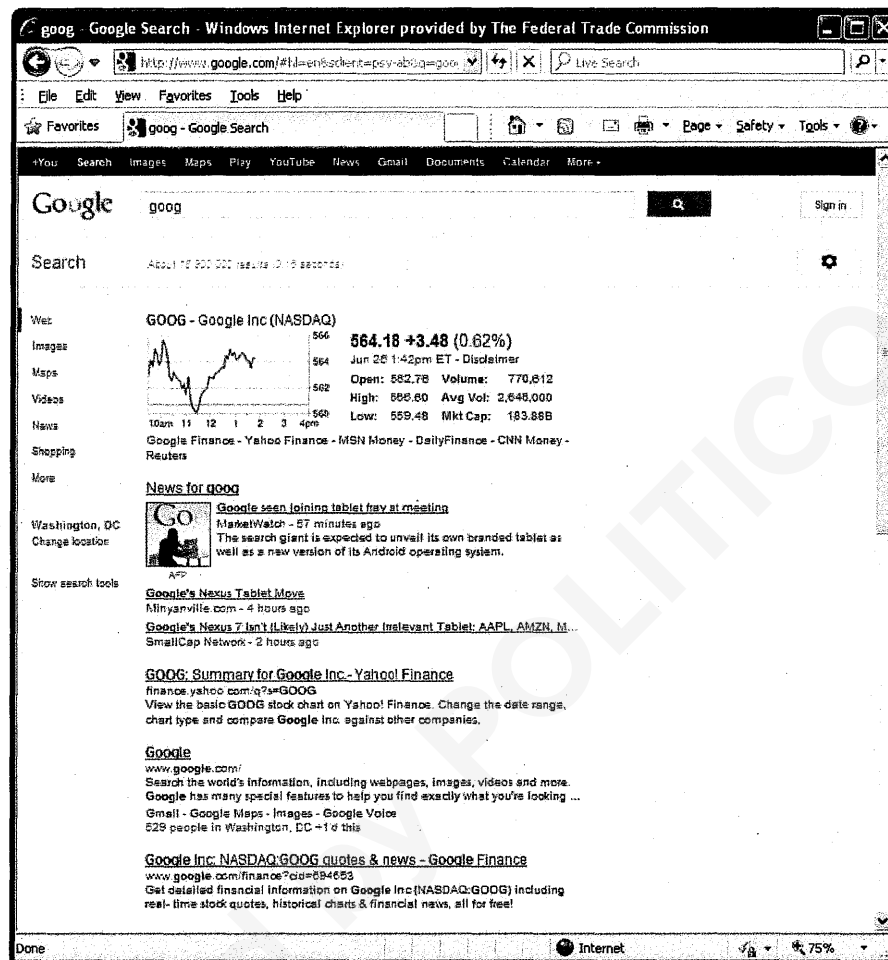 goog - Google Search - Windows Internet Explorer provided by The Federal Trade Commission
http://www.google.com/#hl=en&client=psy-ab&q=goog
Live Search
File Edit View Favorites Tools Help
Favorites goog - Google Search Page Safety Tools
+You Search Images Maps Play YouTube News Gmail Documents Calendar More
Google goog Sign in
Search About results seconds
Web
Images
Maps
Videos
News
Shopping
More
Washington, DC
Change location
Show search tools
GOOG - Google Inc (NASDAQ)
566
564
562
560
10am 11 12 1 2 3 4pm
564.18 +3.48 (0.62%)
Jun 26 1:42pm ET - Disclaimer
Open: 562.76 Volume: 770,612
High: 566.60 Avg Vol: 2,646,000
Low: 559.48 Mkt Cap: 183.88B
Google Finance - Yahoo Finance - MSN Money - DailyFinance - CNN Money -
Reuters
News for goog
Go
AFP
Google seen joining tablet fray at meeting
MarketWatch - 57 minutes ago
The search giant is expected to unveil its own branded tablet as
well as a new version of its Android operating system.
Google's Nexus Tablet Move
Minyanville.com - 4 hours ago
Google's Nexus 7 Isn't (Likely) Just Another Irrelevant Tablet: AAPL, AMZN, M...
SmallCap Network - 2 hours ago
GOOG: Summary for Google Inc.- Yahoo! Finance
finance.yahoo.com/q?s=GOOG
View the basic GOOG stock chart on Yahoo! Finance. Change the date range,
chart type and compare Google Inc. against other companies.
Google
www.google.com/
Search the world's information, including webpages, images, videos and more.
Google has many special features to help you find exactly what you're looking ...
Gmail - Google Maps - Images - Google Voice
529 people in Washington, DC +1'd this
Google Inc: NASDAQ:GOOG quotes & news - Google Finance
www.google.com/finance?cid=694653
Get detailed financial information on Google Inc (NASDAQ:GOOG) including
real- time stock quotes, historical charts & financial news, all for free!
Done Internet 75%
by POLITICO